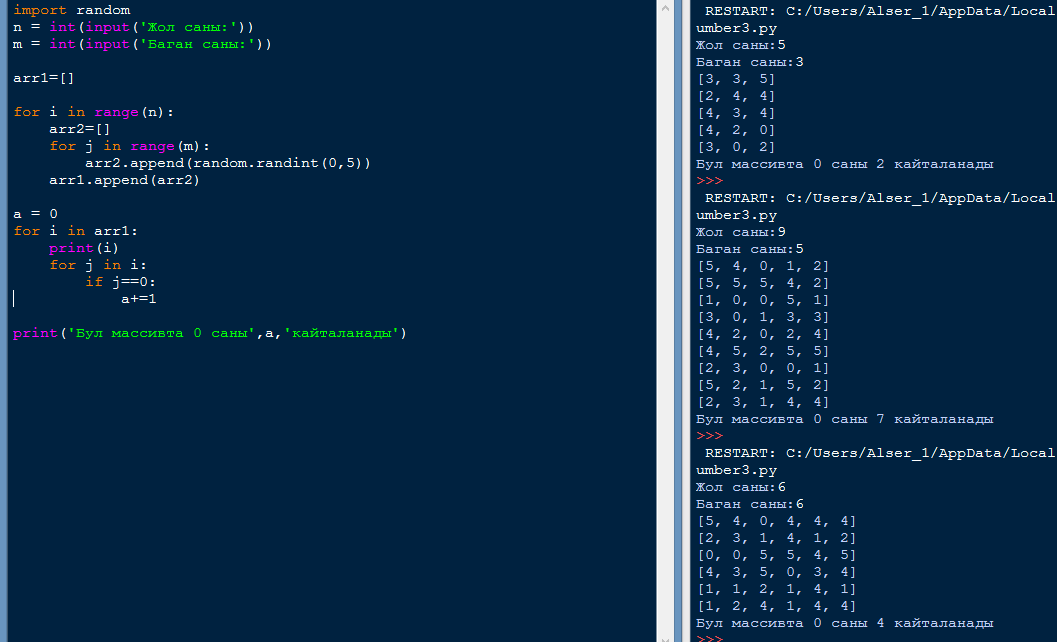 import random
n = int(input('Жол саны:'))
m = int(input('Баган саны:'))
arr1=[]
for i in range(n):
    arr2=[]
    for j in range(m):
        arr2.append(random.randint(0,5))
    arr1.append(arr2)
a = 0
for i in arr1:
    print(i)
    for j in i:
        if j==0:
            a+=1
print('Бул массивта 0 саны',a,'кайталанады')
RESTART: C:/Users/Alser_1/AppData/Local
umber3.py
Жол саны:5
Баган саны:3
[3, 3, 5]
[2, 4, 4]
[4, 3, 4]
[4, 2, 0]
[3, 0, 2]
Бул массивта 0 саны 2 кайталанады
>>>
RESTART: C:/Users/Alser_1/AppData/Local
umber3.py
Жол саны:9
Баган саны:5
[5, 4, 0, 1, 2]
[5, 5, 5, 4, 2]
[1, 0, 0, 5, 1]
[3, 0, 1, 3, 3]
[4, 2, 0, 2, 4]
[4, 5, 2, 5, 5]
[2, 3, 0, 0, 1]
[5, 2, 1, 5, 2]
[2, 3, 1, 4, 4]
Бул массивта 0 саны 7 кайталанады
>>>
RESTART: C:/Users/Alser_1/AppData/Local
umber3.py
Жол саны:6
Баган саны:6
[5, 4, 0, 4, 4, 4]
[2, 3, 1, 4, 1, 2]
[0, 0, 5, 5, 4, 5]
[4, 3, 5, 0, 3, 4]
[1, 1, 2, 1, 4, 1]
[1, 2, 4, 1, 4, 4]
Бул массивта 0 саны 4 кайталанады
>>>